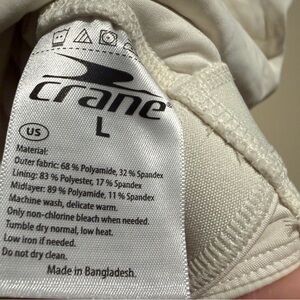 crane
L
US
Material:
Outer fabric: 68 % Polyamide, 32 % Spandex
Lining: 83 % Polyester, 17 % Spandex
Midlayer: 89 % Polyamide, 11 % Spandex
Machine wash, delicate warm.
Only non-chlorine bleach when needed.
Tumble dry normal, low heat.
Low iron if needed.
Do not dry clean.
Made in Bangladesh.